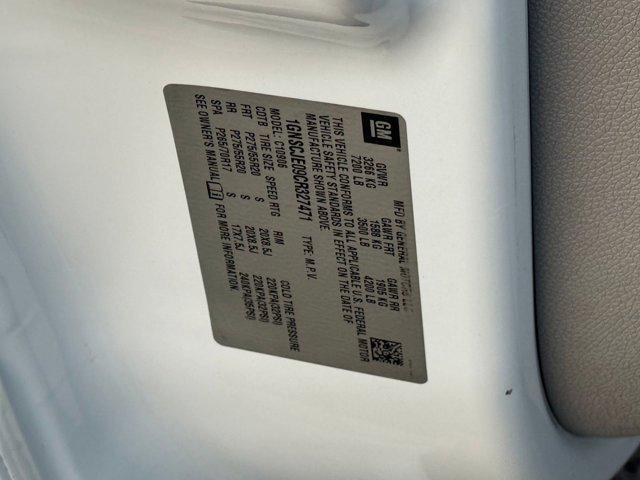 GM
MFD BY GENERAL MOTORS LLC
GVWR GAWR FRT GAWR RR
3266 KG 1688 KG 1905 KG
7200 LB 3600 LB 4200 LB
THIS VEHICLE CONFORMS TO ALL APPLICABLE U.S. FEDERAL MOTOR
VEHICLE SAFETY STANDARDS IN EFFECT ON THE DATE OF
MANUFACTURE SHOWN ABOVE.
1GNSCJE09CR327471 TYPE: M.P.V.
MODEL: C10906
COTB TIRE SIZE SPEED RTG RIM COLD TIRE PRESSURE
FRT P275/55R20 S 20X8.5J 220KPA(32PSI)
RR P275/55R20 S 20X8.5J 220KPA(32PSI)
SPA P265/70R17 S 17X7.5J 240KPA(35PSI)
SEE OWNER'S MANUAL FOR MORE INFORMATION